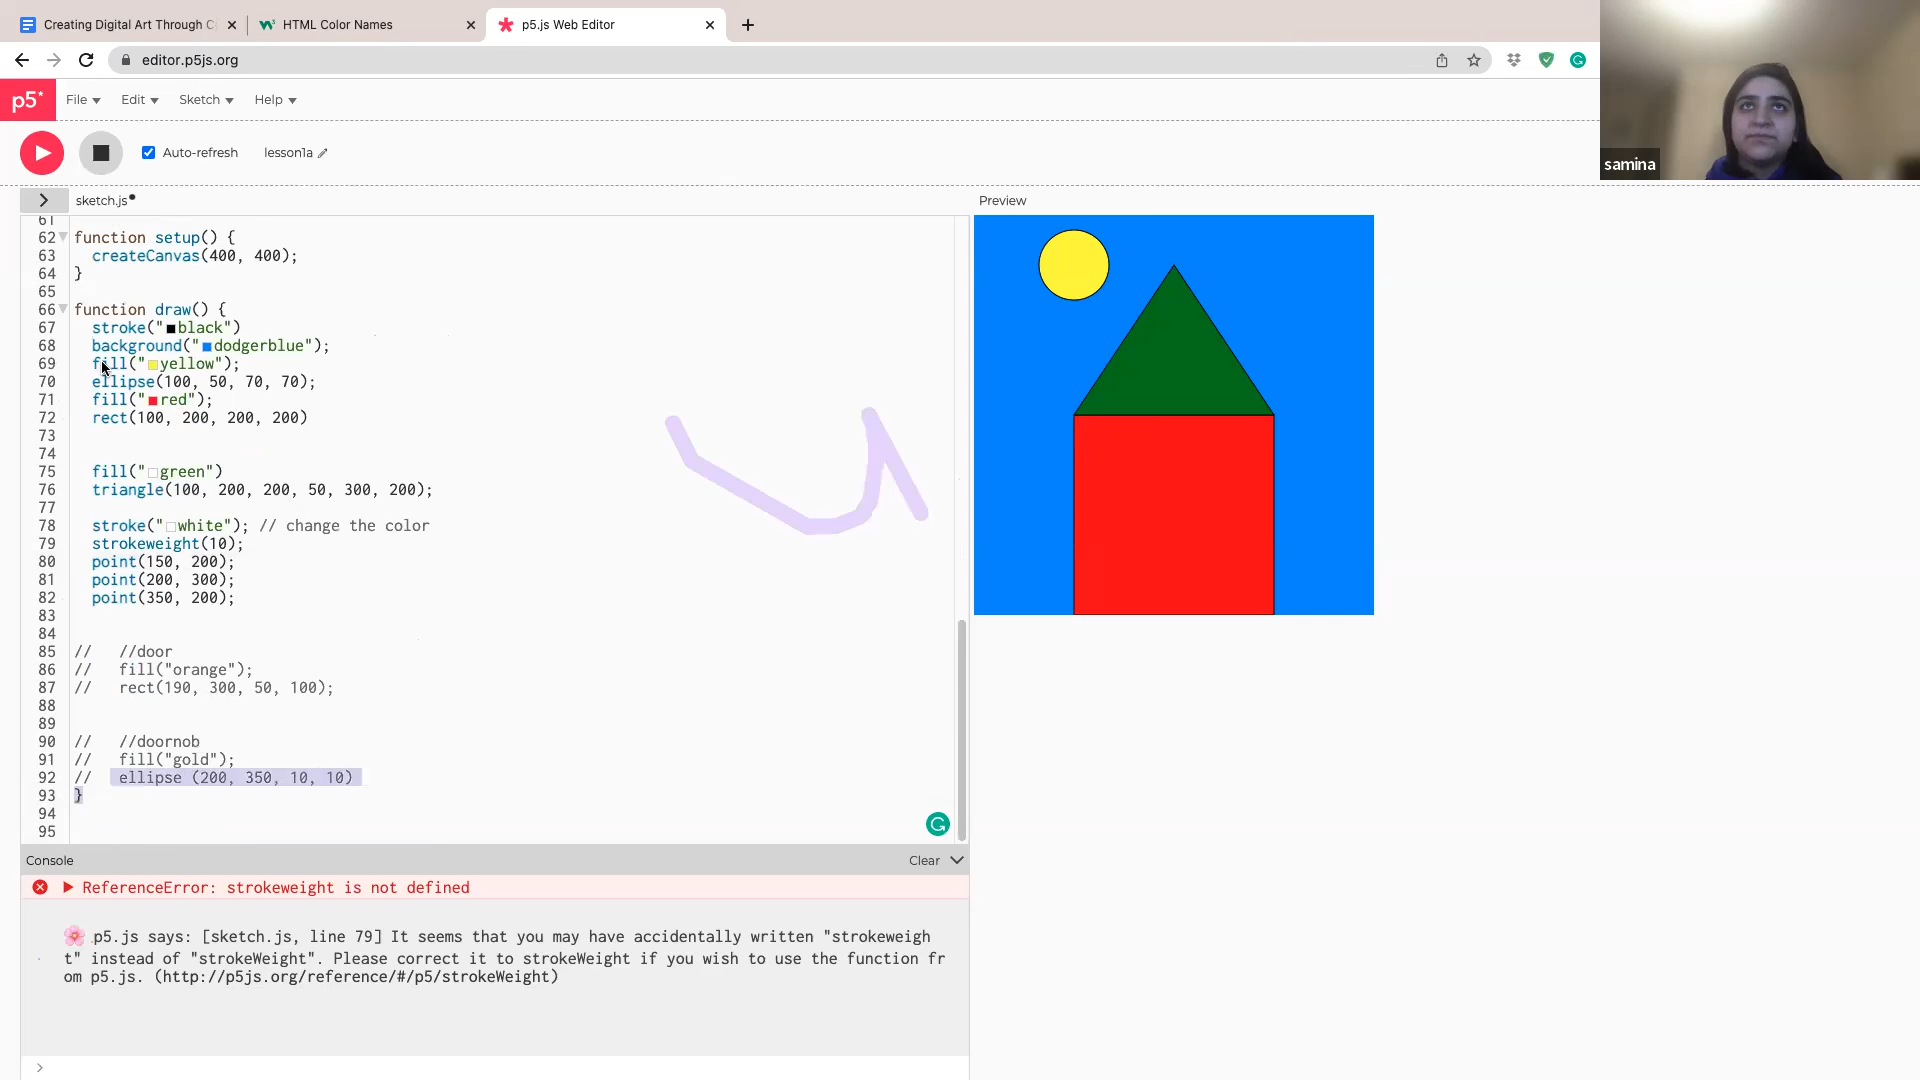 Creating Digital Art Through C
HTML Color Names
p5.js Web Editor
editor.p5js.org
p5*
File
Edit
Sketch
Help
samina
Auto-refresh
lesson1a
sketch.js
Preview
61
62 function setup() {
63 createCanvas(400, 400);
64 }
65
66 function draw() {
67 stroke("black")
68 background("dodgerblue");
69 fill("yellow");
70 ellipse(100, 50, 70, 70);
71 fill("red");
72 rect(100, 200, 200, 200)
73
74
75 fill("green")
76 triangle(100, 200, 200, 50, 300, 200);
77
78 stroke("white"); // change the color
79 strokeweight(10);
80 point(150, 200);
81 point(200, 300);
82 point(350, 200);
83
84
85 // //door
86 // fill("orange");
87 // rect(190, 300, 50, 100);
88
89
90 // //doornob
91 // fill("gold");
92 // ellipse (200, 350, 10, 10)
93 }
94
95
Console
Clear
ReferenceError: strokeweight is not defined
🌸 p5.js says: [sketch.js, line 79] It seems that you may have accidentally written "strokeweigh
t" instead of "strokeWeight". Please correct it to strokeWeight if you wish to use the function fr
om p5.js. (http://p5js.org/reference/#/p5/strokeWeight)
>